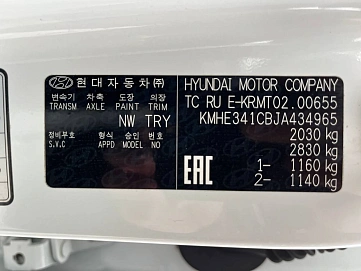 현대자동차(주) HYUNDAI MOTOR COMPANY
변속기 차축 도장 의장 TC RU E-KRMT02.00655
TRANSM AXLE PAINT TRIM KMHE341CBJA434965
NW TRY 2030 kg
정비부호 형식 승인 번호 2830 kg
S.V.C APPD MODEL NO
EAC 1- 1160 kg
2- 1140 kg